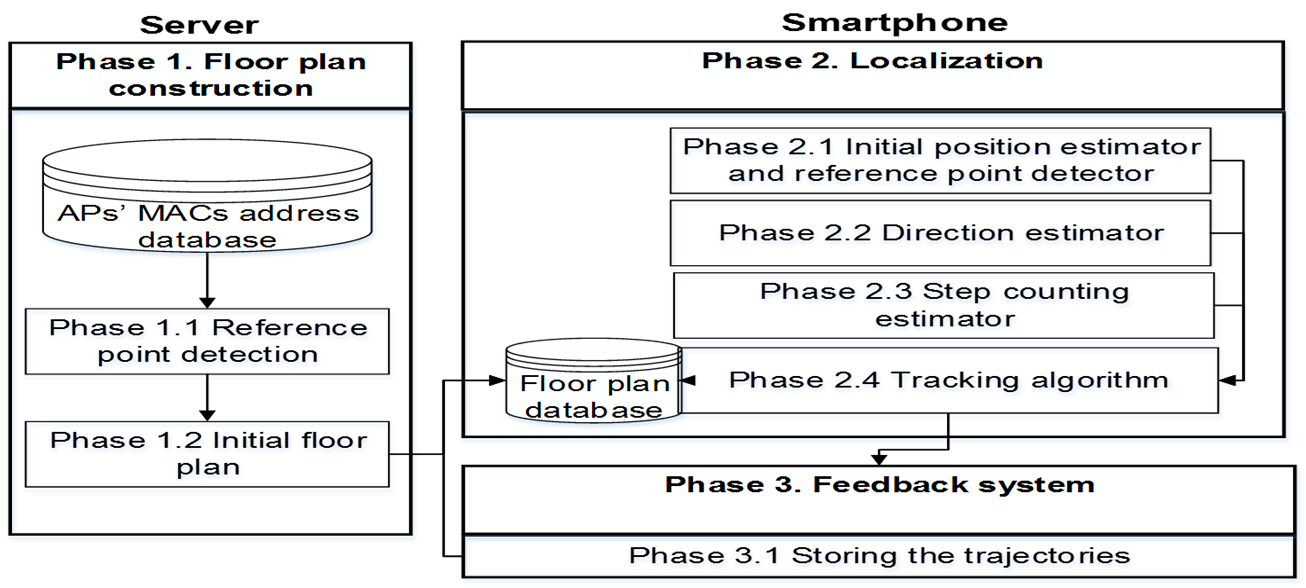 Server
Phase 1. Floor plan
construction
APs’ MACs address
database
Phase 1.1 Reference
point detection
Phase 1.2 Initial floor
plan
Smartphone
Phase 2. Localization
Phase 2.1 Initial position estimator
and reference point detector
Phase 2.2 Direction estimator
Phase 2.3 Step counting
estimator
Floor plan
database
Phase 2.4 Tracking algorithm
Phase 3. Feedback system
Phase 3.1 Storing the trajectories